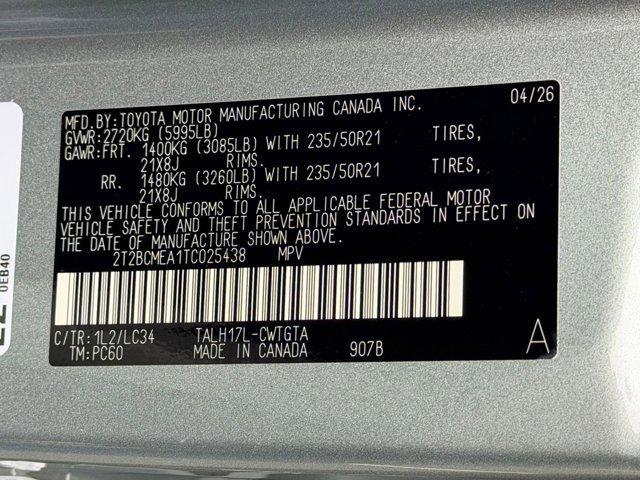 MFD.BY:TOYOTA MOTOR MANUFACTURING CANADA INC. 04/26
GVWR:2720KG (5995LB)
GAWR:FRT. 1400KG (3085LB) WITH 235/50R21 TIRES,
21X8J RIMS.
RR. 1480KG (3260LB) WITH 235/50R21 TIRES,
21X8J RIMS.
THIS VEHICLE CONFORMS TO ALL APPLICABLE FEDERAL MOTOR
VEHICLE SAFETY AND THEFT PREVENTION STANDARDS IN EFFECT ON
THE DATE OF MANUFACTURE SHOWN ABOVE.
2T2BCMEA1TC025438 MPV
C/TR:1L2/LC34 TALH17L-CWTGTA
TM:PC60 MADE IN CANADA 907B A
0EB40